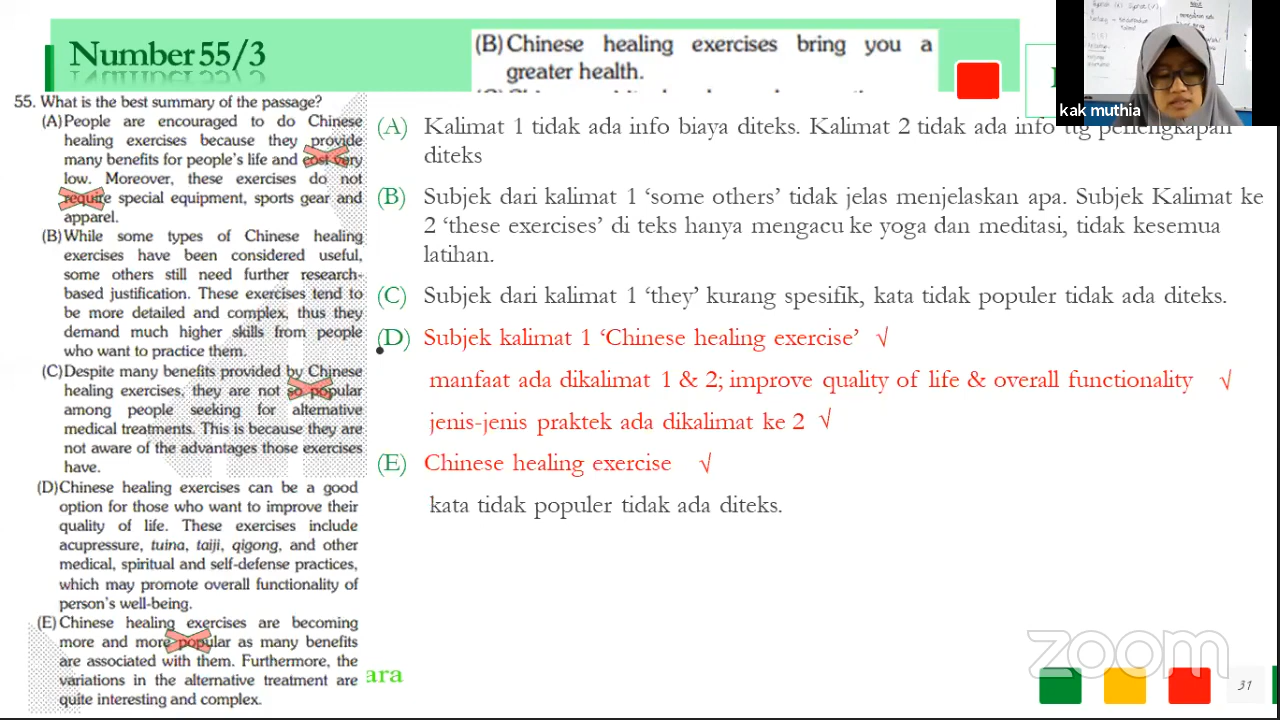 Number 55/3
(B) Chinese healing exercises bring you a
greater health.
kak muthia
55. What is the best summary of the passage?
(A) People are encouraged to do Chinese
healing exercises because they provide
many benefits for people's life and cost very
low. Moreover, these exercises do not
require special equipment, sports gear and
apparel.
(B) While some types of Chinese healing
exercises have been considered useful,
some others still need further research-
based justification. These exercises tend to
be more detailed and complex, thus they
demand much higher skills from people
who want to practice them.
(C) Despite many benefits provided by Chinese
healing exercises, they are not so popular
among people seeking for alternative
medical treatments. This is because they are
not aware of the advantages those exercises
have.
(D) Chinese healing exercises can be a good
option for those who want to improve their
quality of life. These exercises include
acupressure, tuina, taiji, qigong, and other
medical, spiritual and self-defense practices,
which may promote overall functionality of
person's well-being.
(E) Chinese healing exercises are becoming
more and more popular as many benefits
are associated with them. Furthermore, the
variations in the alternative treatment are
quite interesting and complex.
(A) Kalimat 1 tidak ada info biaya diteks. Kalimat 2 tidak ada info ttg perlengkapan
diteks
(B) Subjek dari kalimat 1 ‘some others’ tidak jelas menjelaskan apa. Subjek Kalimat ke
2 ‘these exercises’ di teks hanya mengacu ke yoga dan meditasi, tidak kesemua
latihan.
(C) Subjek dari kalimat 1 ‘they’ kurang spesifik, kata tidak populer tidak ada diteks.
(D) Subjek kalimat 1 ‘Chinese healing exercise’ √
manfaat ada dikalimat 1 & 2; improve quality of life & overall functionality √
jenis-jenis praktek ada dikalimat ke 2 √
(E) Chinese healing exercise √
kata tidak populer tidak ada diteks.
ara
zoom
31